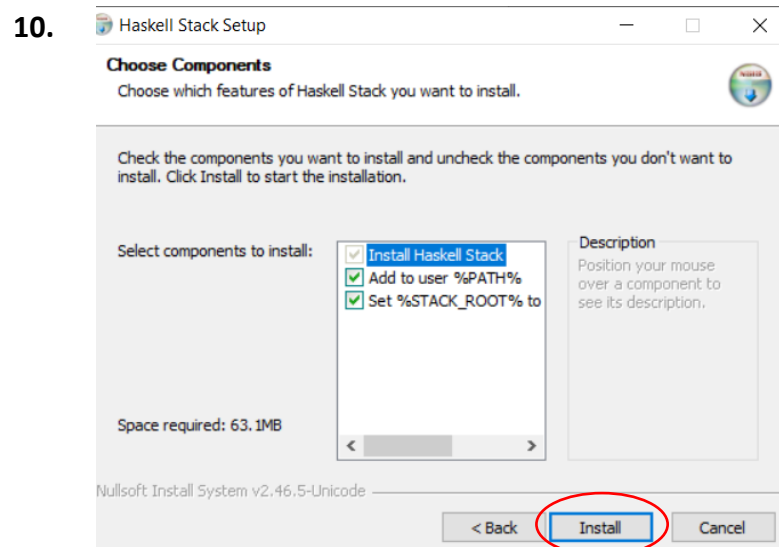 10.
Haskell Stack Setup
Choose Components
Choose which features of Haskell Stack you want to install.
Check the components you want to install and uncheck the components you don't want to
install. Click Install to start the installation.
Select components to install:
Install Haskell Stack
Add to user %PATH%
Set %STACK_ROOT% to
Description
Position your mouse
over a component to
see its description.
Space required: 63.1MB
Nullsoft Install System v2.46.5-Unicode
< Back
Install
Cancel